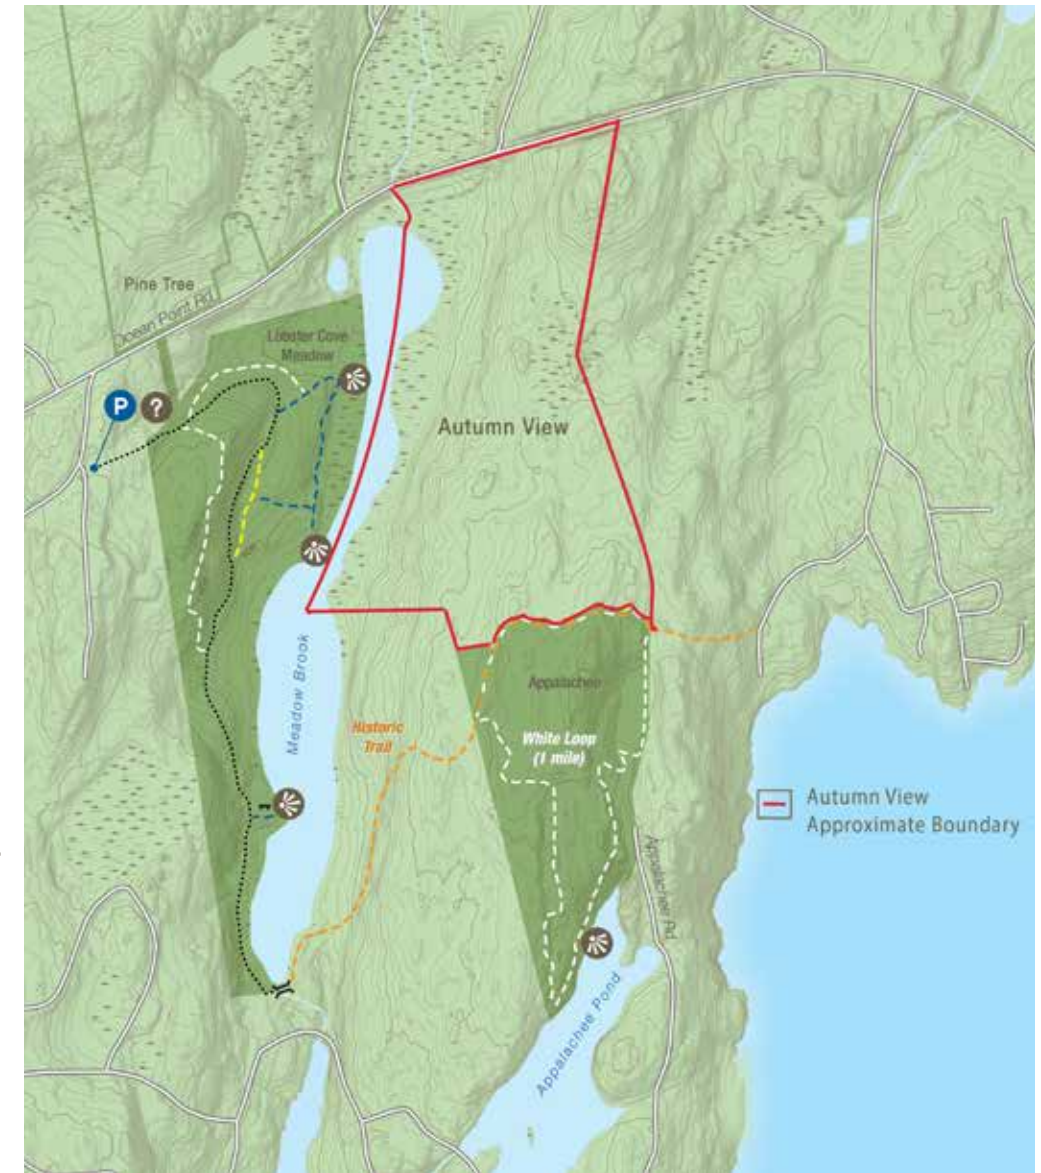 Pine Tree
Ocean Point Rd
Lobster Cove
Meadow
P
?
Autumn View
Meadow Brook
Historic
Trail
Appalachee
White Loop
(1 mile)
Autumn View
Approximate Boundary
Appalachee Rd
Appalachee Pond